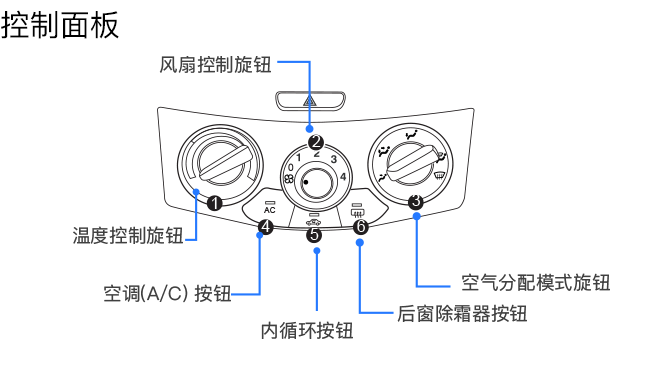 控制面板
风扇控制旋钮
2
1 2 3 4
0
1
3
AC
4
5
6
温度控制旋钮
空调(A/C) 按钮
内循环按钮
空气分配模式旋钮
后窗除霜器按钮